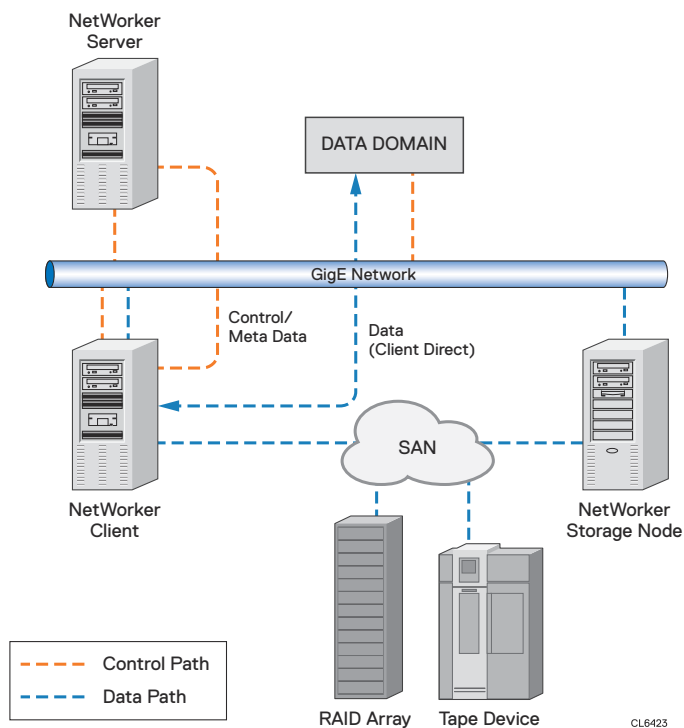 NetWorker
Server
DATA DOMAIN
GigE Network
Control/
Meta Data
Data
(Client Direct)
SAN
NetWorker
Client
NetWorker
Storage Node
Control Path
Data Path
RAID Array
Tape Device
CL6423